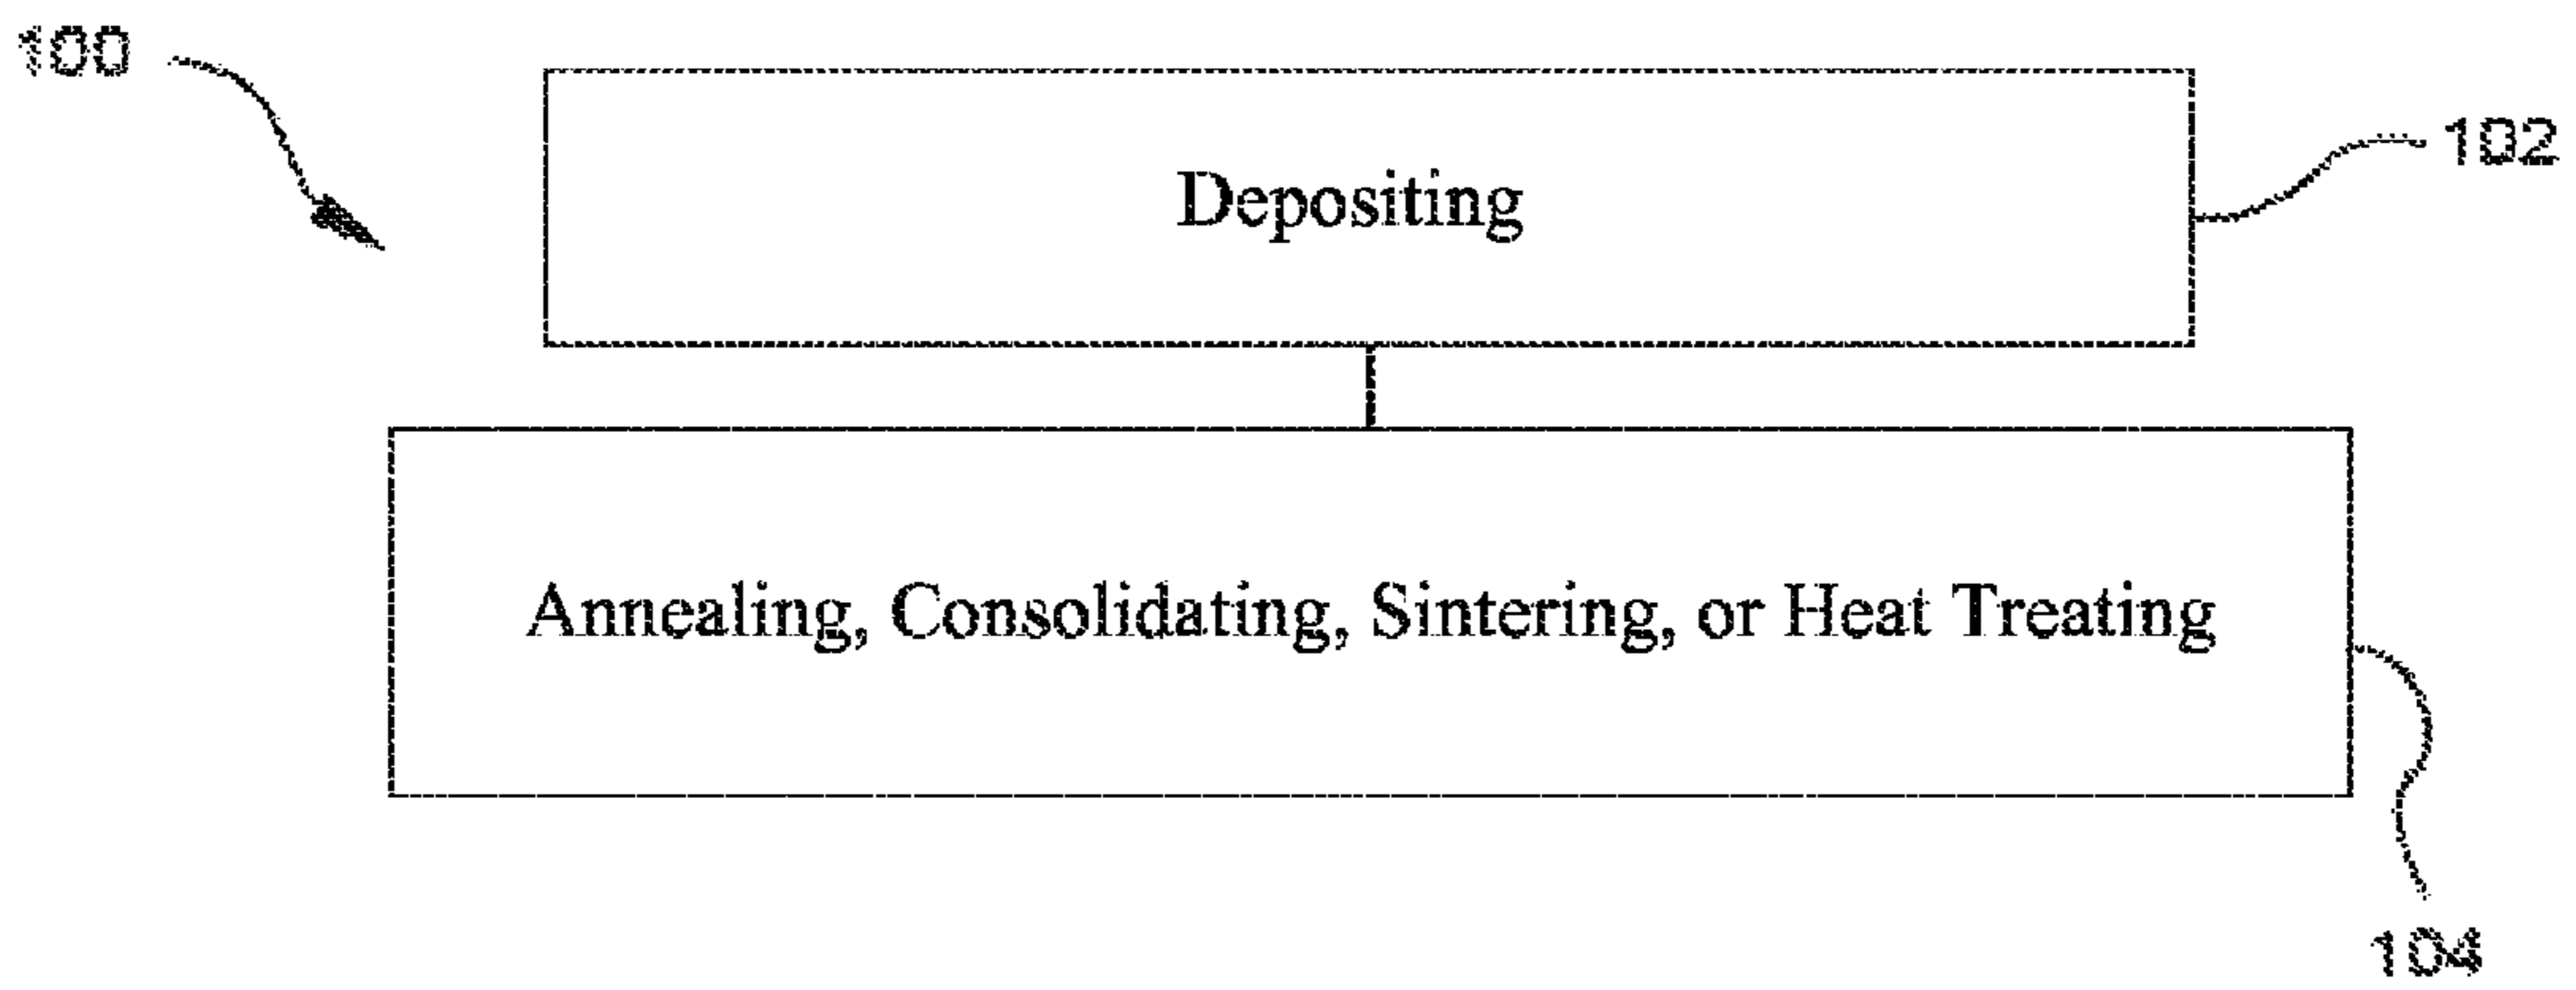 100
102
Depositing
Annealing, Consolidating, Sintering, or Heat Treating
104